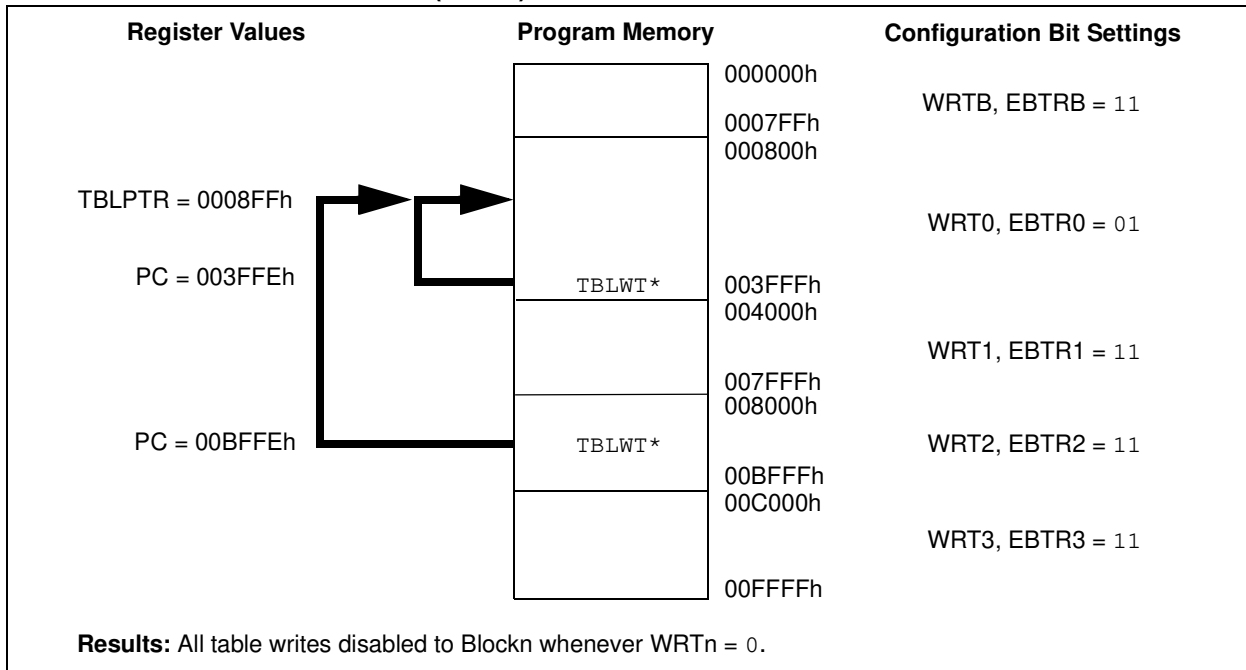 Register Values Program Memory Configuration Bit Settings
000000h
WRTB, EBTRB = 11
0007FFh
000800h
TBLPTR = 0008FFh
WRT0, EBTR0 = 01
PC = 003FFEh TBLWT* 003FFFh
004000h
WRT1, EBTR1 = 11
007FFFh
008000h
PC = 00BFFEh TBLWT* WRT2, EBTR2 = 11
00BFFFh
00C000h
WRT3, EBTR3 = 11
00FFFFh
Results: All table writes disabled to Blockn whenever WRTn = 0.